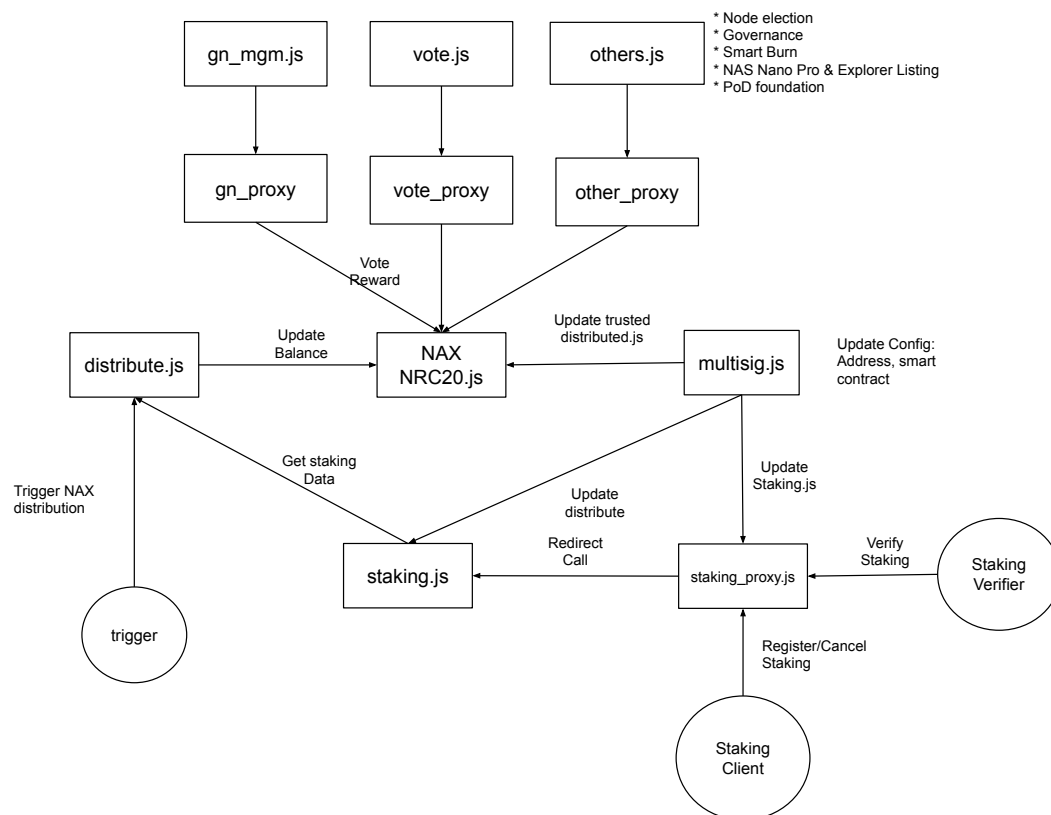 * Node election
* Governance
* Smart Burn
* NAS Nano Pro & Explorer Listing
* PoD foundation
gn_mgm.js
vote.js
others.js
gn_proxy
vote_proxy
other_proxy
Vote
Reward
Update
Balance
Update trusted
distributed.js
distribute.js
NAX
NRC20.js
multisig.js
Update Config:
Address, smart
contract
Get staking
Data
Trigger NAX
distribution
Update
distribute
Update
Staking.js
Redirect
Call
Verify
Staking
staking.js
staking_proxy.js
Staking
Verifier
trigger
Register/Cancel
Staking
Staking
Client